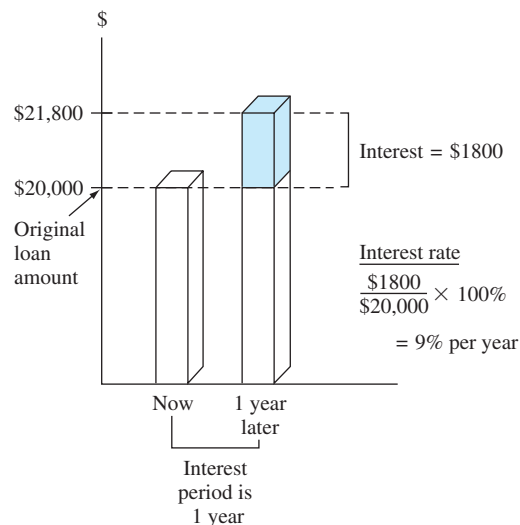 $
$21,800
Interest = $1800
$20,000
Original
loan
amount
Interest rate
$1800
$20,000
× 100%
= 9% per year
Now
1 year
later
Interest
period is
1 year